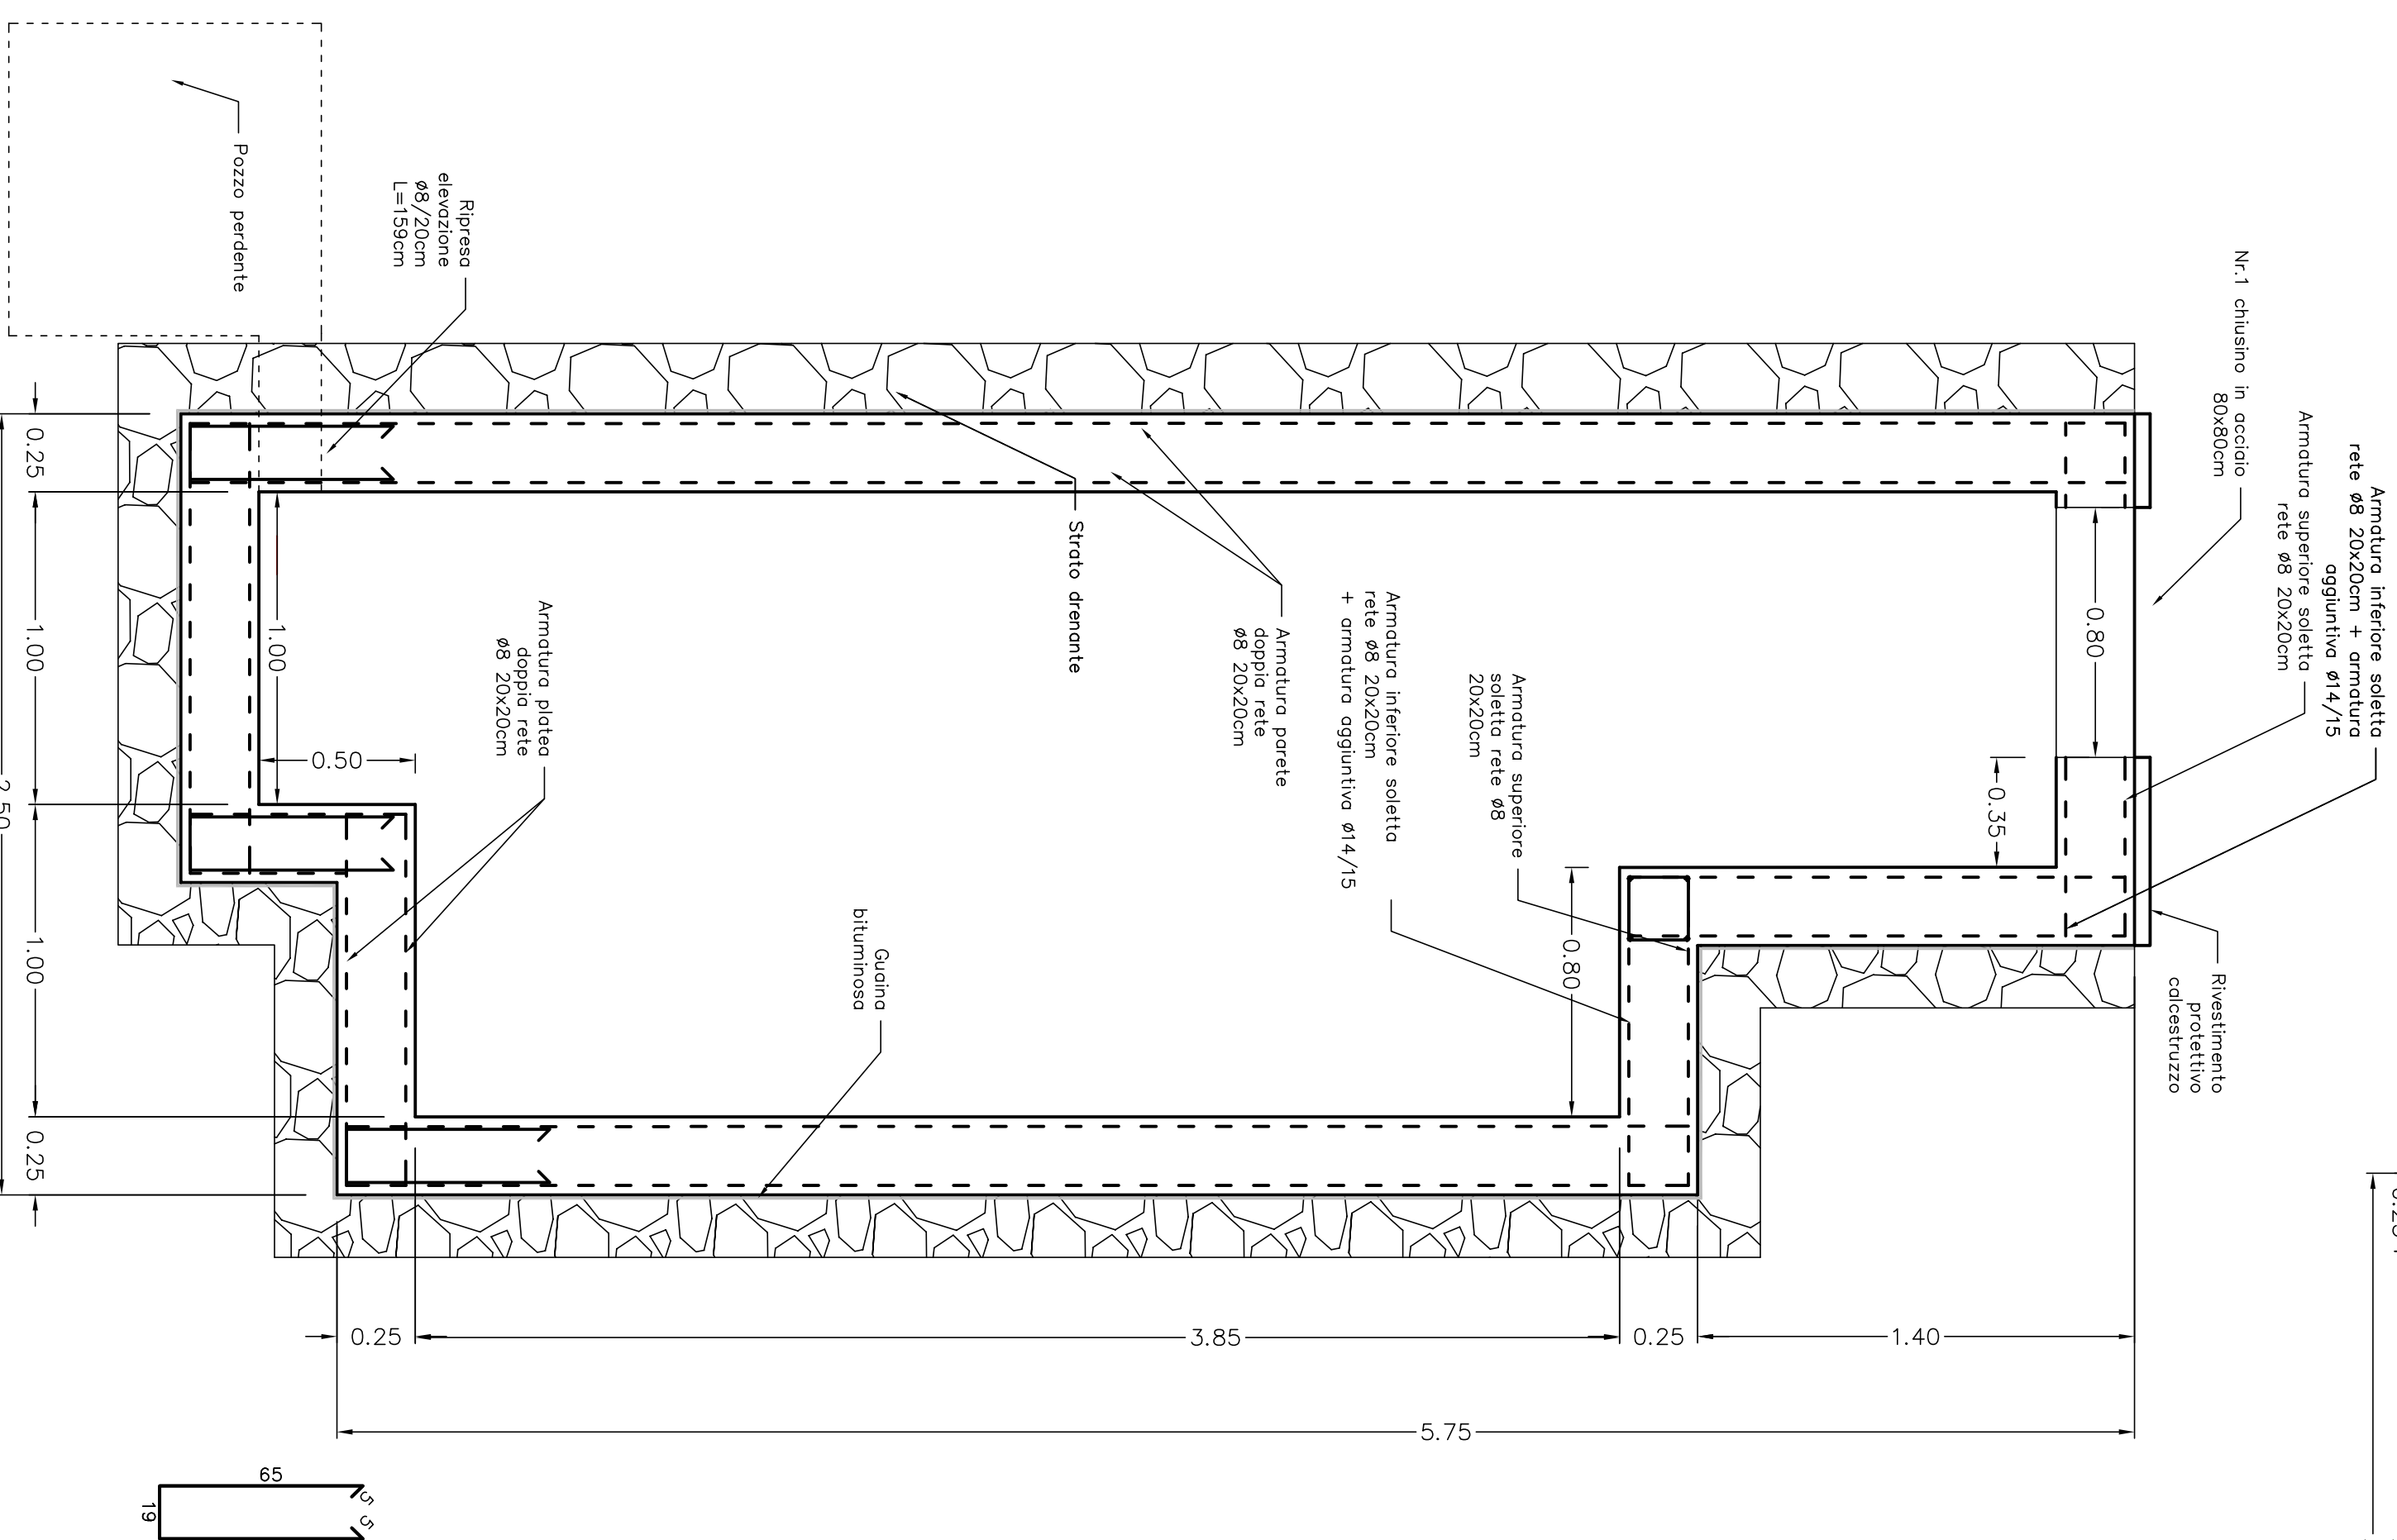 Armatura inferiore soletta
rete ø8 20x20cm + armatura
aggiuntiva ø14/15
Armatura superiore soletta
rete ø8 20x20cm
Nr.1 chiusino in acciaio
80x80cm
0.80
0.35
Rivestimento
protettivo
calcestruzzo
Armatura superiore
soletta rete ø8
20x20cm
Armatura inferiore soletta
rete ø8 20x20cm
+ armatura aggiuntiva ø14/15
0.80
Armatura parete
doppia rete
ø8 20x20cm
Strato drenante
Guaina
bituminosa
Armatura platea
doppia rete
ø8 20x20cm
Ripresa
elevazione
ø8/20cm
L=159cm
Pozzo perdente
0.50
1.00
0.25
1.00
1.00
0.25
2.50
1.40
0.25
3.85
0.25
5.75
65
19
5
5